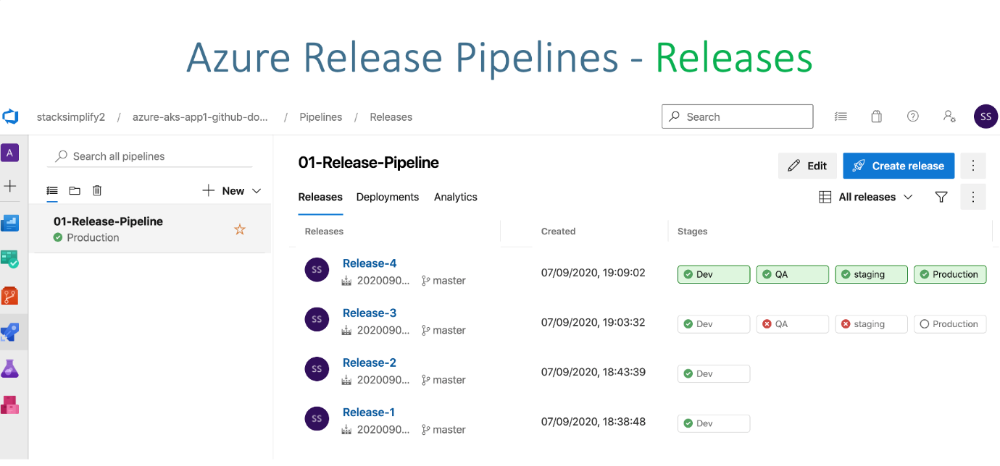 Azure Release Pipelines - Releases
stacksimplify2 / azure-aks-app1-github-do... / Pipelines / Releases
Search
SS
A
Search all pipelines
New
01-Release-Pipeline
Production
01-Release-Pipeline
Edit
Create release
Releases Deployments Analytics
All releases
Releases Created Stages
SS
Release-4
2020090... master
07/09/2020, 19:09:02
Dev QA staging Production
SS
Release-3
2020090... master
07/09/2020, 19:03:32
Dev QA staging Production
SS
Release-2
2020090... master
07/09/2020, 18:43:39
Dev
SS
Release-1
2020090... master
07/09/2020, 18:38:48
Dev